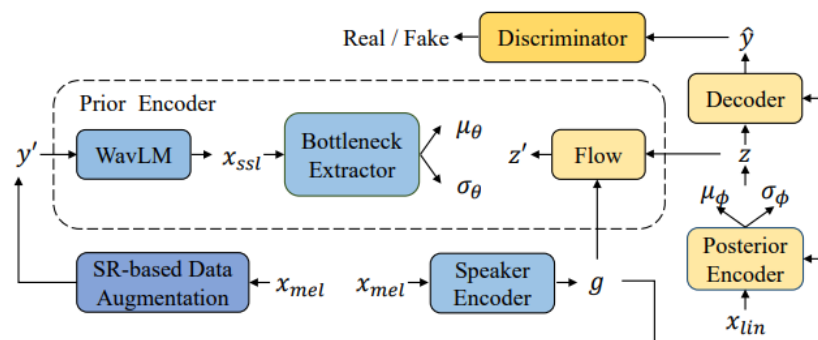 Real / Fake
Discriminator
ŷ
Prior Encoder
Decoder
y'
WavLM
x_ssl
Bottleneck
Extractor
μ_θ
σ_θ
z'
Flow
z
μ_ϕ
σ_ϕ
SR-based Data
Augmentation
x_mel
x_mel
Speaker
Encoder
g
Posterior
Encoder
x_lin